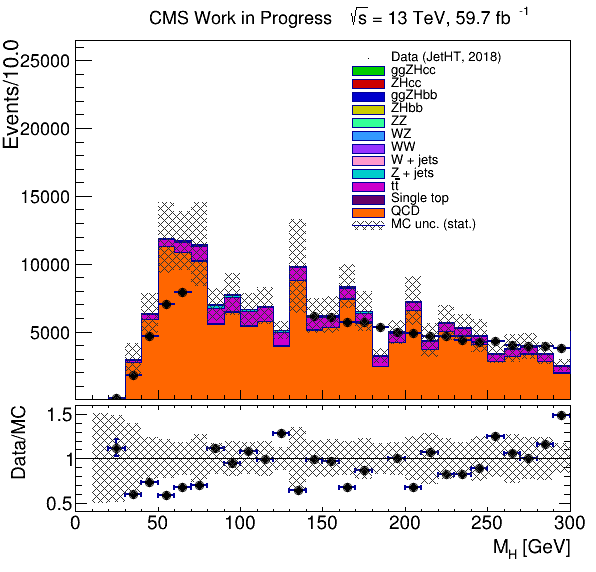 CMS Work in Progress √s = 13 TeV, 59.7 fb⁻¹
Events/10.0
25000
20000
15000
10000
5000
0
Data (JetHT, 2018)
ggZHcc
ZHcc
ggZHbb
ZHbb
ZZ
WZ
WW
W + jets
Z + jets
tt̅
Single top
QCD
MC unc. (stat.)
Data/MC
1.5
1
0.5
0 50 100 150 200 250 300
M_H [GeV]